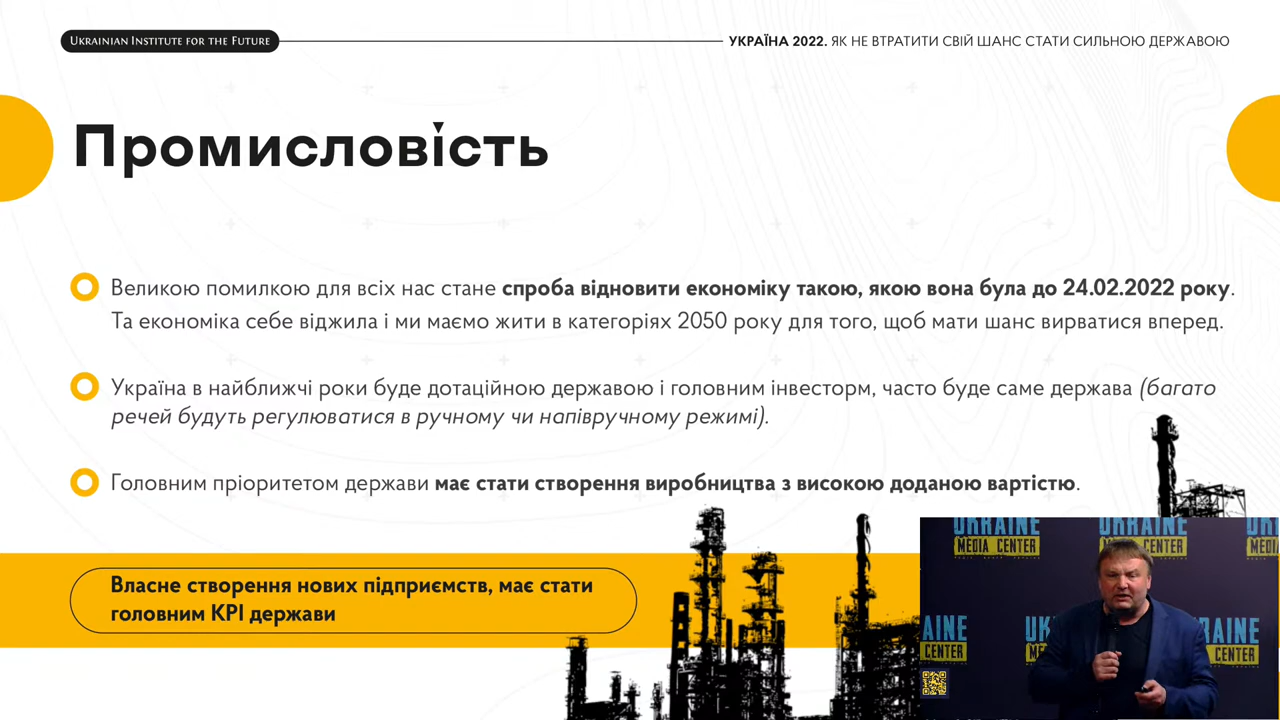 UKRAINIAN INSTITUTE FOR THE FUTURE
УКРАЇНА 2022. ЯК НЕ ВТРАТИТИ СВІЙ ШАНС СТАТИ СИЛЬНОЮ ДЕРЖАВОЮ
Промисловість
Великою помилкою для всіх нас стане спроба відновити економіку такою, якою вона була до 24.02.2022 року.
Та економіка себе віджила і ми маємо жити в категоріях 2050 року для того, щоб мати шанс вирватися вперед.
Україна в найближчі роки буде дотаційною державою і головним інвесторм, часто буде саме держава (багато
речей будуть регулюватися в ручному чи напівручному режимі).
Головним пріоритетом держави має стати створення виробництва з високою доданою вартістю.
Власне створення нових підприємств, має стати
головним KPI держави
UKRAINE
MEDIA CENTER
UKRAINE
MEDIA CENTER
AINE
CENTER
UK
ME
RAINE
CENTER